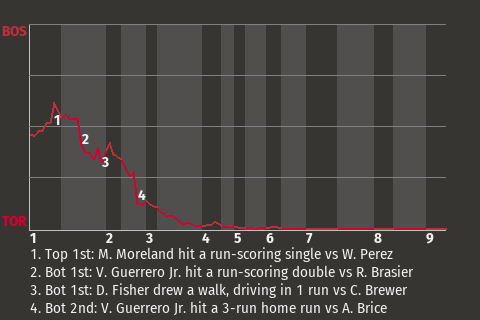 BOS
1
2
3
4
TOR
1 2 3 4 5 6 7 8 9
1. Top 1st: M. Moreland hit a run-scoring single vs W. Perez
2. Bot 1st: V. Guerrero Jr. hit a run-scoring double vs R. Brasier
3. Bot 1st: D. Fisher drew a walk, driving in 1 run vs C. Brewer
4. Bot 2nd: V. Guerrero Jr. hit a 3-run home run vs A. Brice